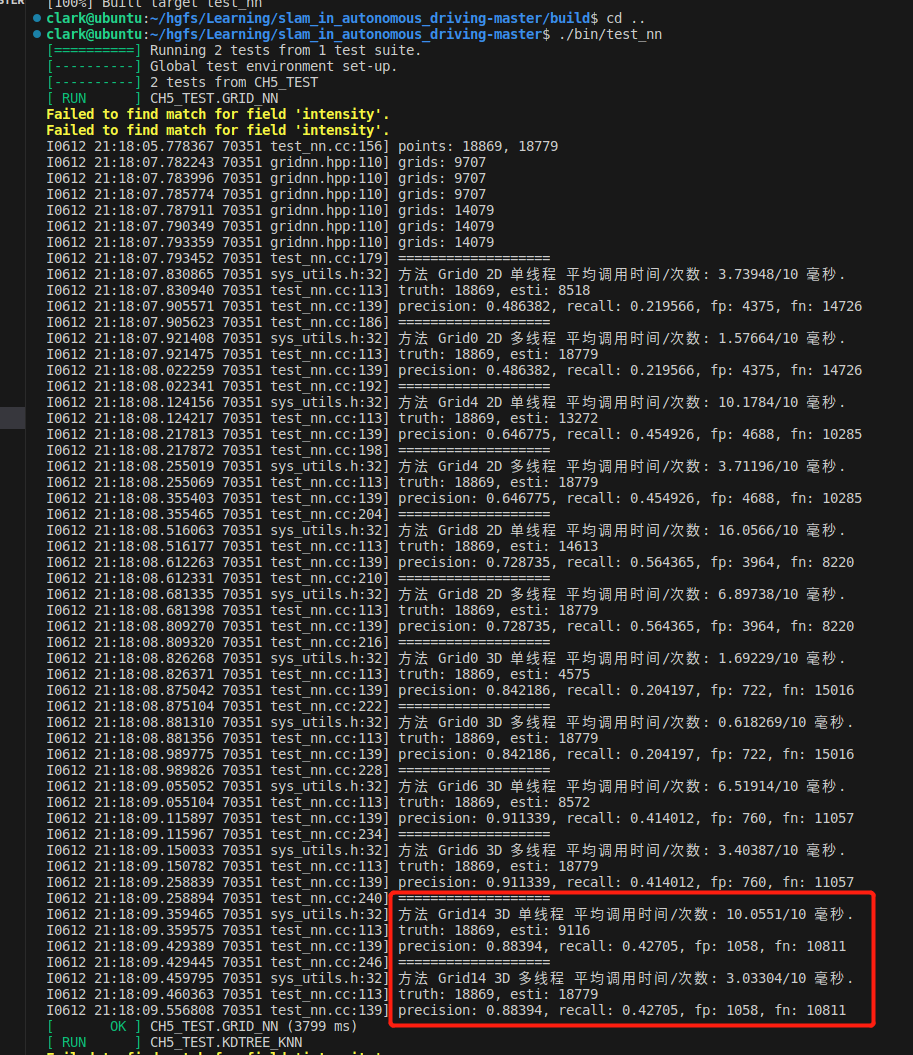 [100%] Built target test_nn
clark@ubuntu:~/hgfs/Learning/slam_in_autonomous_driving-master/build$ cd ..
clark@ubuntu:~/hgfs/Learning/slam_in_autonomous_driving-master$ ./bin/test_nn
[==========] Running 2 tests from 1 test suite.
[----------] Global test environment set-up.
[----------] 2 tests from CH5_TEST
[ RUN      ] CH5_TEST.GRID_NN
Failed to find match for field 'intensity'.
Failed to find match for field 'intensity'.
I0612 21:18:05.778367 70351 test_nn.cc:156] points: 18869, 18779
I0612 21:18:07.782243 70351 gridnn.hpp:110] grids: 9707
I0612 21:18:07.783996 70351 gridnn.hpp:110] grids: 9707
I0612 21:18:07.785774 70351 gridnn.hpp:110] grids: 9707
I0612 21:18:07.787911 70351 gridnn.hpp:110] grids: 14079
I0612 21:18:07.790349 70351 gridnn.hpp:110] grids: 14079
I0612 21:18:07.793359 70351 gridnn.hpp:110] grids: 14079
I0612 21:18:07.793452 70351 test_nn.cc:179] ===================
I0612 21:18:07.830865 70351 sys_utils.h:32] 方法 Grid0 2D 单线程 平均调用时间/次数: 3.73948/10 毫秒.
I0612 21:18:07.830940 70351 test_nn.cc:113] truth: 18869, esti: 8518
I0612 21:18:07.905571 70351 test_nn.cc:139] precision: 0.486382, recall: 0.219566, fp: 4375, fn: 14726
I0612 21:18:07.905623 70351 test_nn.cc:186] ===================
I0612 21:18:07.921408 70351 sys_utils.h:32] 方法 Grid0 2D 多线程 平均调用时间/次数: 1.57664/10 毫秒.
I0612 21:18:07.921475 70351 test_nn.cc:113] truth: 18869, esti: 18779
I0612 21:18:08.022259 70351 test_nn.cc:139] precision: 0.486382, recall: 0.219566, fp: 4375, fn: 14726
I0612 21:18:08.022341 70351 test_nn.cc:192] ===================
I0612 21:18:08.124156 70351 sys_utils.h:32] 方法 Grid4 2D 单线程 平均调用时间/次数: 10.1784/10 毫秒.
I0612 21:18:08.124217 70351 test_nn.cc:113] truth: 18869, esti: 13272
I0612 21:18:08.217813 70351 test_nn.cc:139] precision: 0.646775, recall: 0.454926, fp: 4688, fn: 10285
I0612 21:18:08.217872 70351 test_nn.cc:198] ===================
I0612 21:18:08.255019 70351 sys_utils.h:32] 方法 Grid4 2D 多线程 平均调用时间/次数: 3.71196/10 毫秒.
I0612 21:18:08.255069 70351 test_nn.cc:113] truth: 18869, esti: 18779
I0612 21:18:08.355403 70351 test_nn.cc:139] precision: 0.646775, recall: 0.454926, fp: 4688, fn: 10285
I0612 21:18:08.355465 70351 test_nn.cc:204] ===================
I0612 21:18:08.516063 70351 sys_utils.h:32] 方法 Grid8 2D 单线程 平均调用时间/次数: 16.0566/10 毫秒.
I0612 21:18:08.516177 70351 test_nn.cc:113] truth: 18869, esti: 14613
I0612 21:18:08.612263 70351 test_nn.cc:139] precision: 0.728735, recall: 0.564365, fp: 3964, fn: 8220
I0612 21:18:08.612331 70351 test_nn.cc:210] ===================
I0612 21:18:08.681335 70351 sys_utils.h:32] 方法 Grid8 2D 多线程 平均调用时间/次数: 6.89738/10 毫秒.
I0612 21:18:08.681398 70351 test_nn.cc:113] truth: 18869, esti: 18779
I0612 21:18:08.809270 70351 test_nn.cc:139] precision: 0.728735, recall: 0.564365, fp: 3964, fn: 8220
I0612 21:18:08.809320 70351 test_nn.cc:216] ===================
I0612 21:18:08.826268 70351 sys_utils.h:32] 方法 Grid0 3D 单线程 平均调用时间/次数: 1.69229/10 毫秒.
I0612 21:18:08.826371 70351 test_nn.cc:113] truth: 18869, esti: 4575
I0612 21:18:08.875042 70351 test_nn.cc:139] precision: 0.842186, recall: 0.204197, fp: 722, fn: 15016
I0612 21:18:08.875104 70351 test_nn.cc:222] ===================
I0612 21:18:08.881310 70351 sys_utils.h:32] 方法 Grid0 3D 多线程 平均调用时间/次数: 0.618269/10 毫秒.
I0612 21:18:08.881356 70351 test_nn.cc:113] truth: 18869, esti: 18779
I0612 21:18:08.989775 70351 test_nn.cc:139] precision: 0.842186, recall: 0.204197, fp: 722, fn: 15016
I0612 21:18:08.989826 70351 test_nn.cc:228] ===================
I0612 21:18:09.055052 70351 sys_utils.h:32] 方法 Grid6 3D 单线程 平均调用时间/次数: 6.51914/10 毫秒.
I0612 21:18:09.055104 70351 test_nn.cc:113] truth: 18869, esti: 8572
I0612 21:18:09.115897 70351 test_nn.cc:139] precision: 0.911339, recall: 0.414012, fp: 760, fn: 11057
I0612 21:18:09.115967 70351 test_nn.cc:234] ===================
I0612 21:18:09.150033 70351 sys_utils.h:32] 方法 Grid6 3D 多线程 平均调用时间/次数: 3.40387/10 毫秒.
I0612 21:18:09.150782 70351 test_nn.cc:113] truth: 18869, esti: 18779
I0612 21:18:09.258839 70351 test_nn.cc:139] precision: 0.911339, recall: 0.414012, fp: 760, fn: 11057
I0612 21:18:09.258894 70351 test_nn.cc:240] ===================
I0612 21:18:09.359465 70351 sys_utils.h:32] 方法 Grid14 3D 单线程 平均调用时间/次数: 10.0551/10 毫秒.
I0612 21:18:09.359575 70351 test_nn.cc:113] truth: 18869, esti: 9116
I0612 21:18:09.429389 70351 test_nn.cc:139] precision: 0.88394, recall: 0.42705, fp: 1058, fn: 10811
I0612 21:18:09.429445 70351 test_nn.cc:246] ===================
I0612 21:18:09.459795 70351 sys_utils.h:32] 方法 Grid14 3D 多线程 平均调用时间/次数: 3.03304/10 毫秒.
I0612 21:18:09.460363 70351 test_nn.cc:113] truth: 18869, esti: 18779
I0612 21:18:09.556808 70351 test_nn.cc:139] precision: 0.88394, recall: 0.42705, fp: 1058, fn: 10811
[       OK ] CH5_TEST.GRID_NN (3799 ms)
[ RUN      ] CH5_TEST.KDTREE_KNN